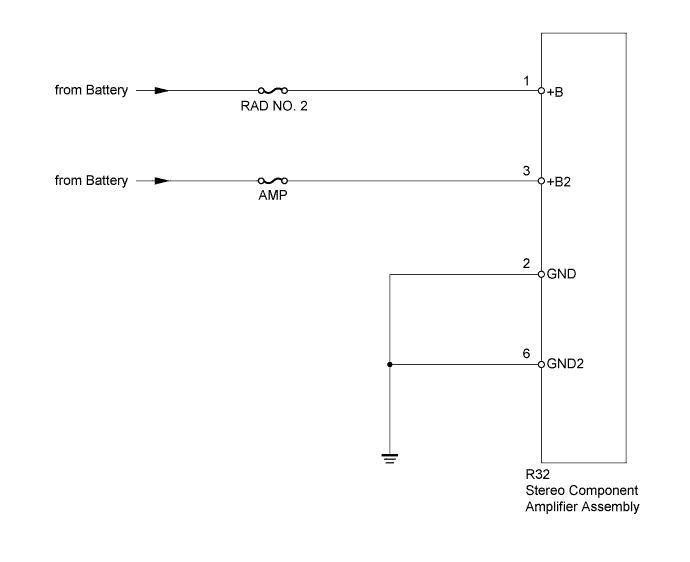 1
from Battery
+B
RAD NO. 2
3
from Battery
+B2
AMP
2
GND
6
GND2
R32
Stereo Component
Amplifier Assembly